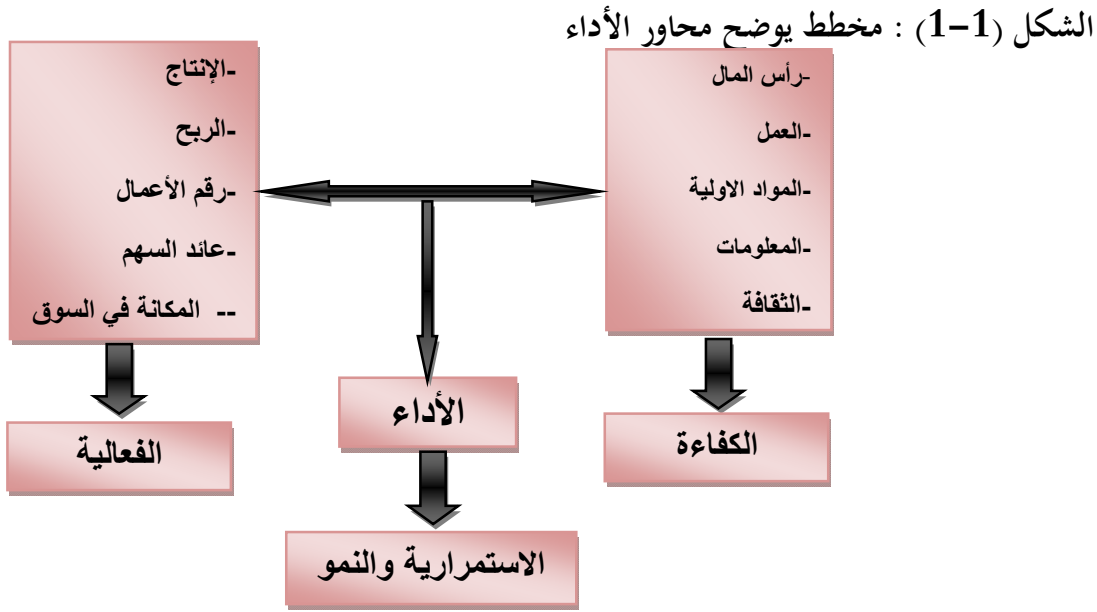 الشكل (1-1) : مخطط يوضح محاور الأداء
-رأس المال
-العمل
-المواد الاولية
-المعلومات
-الثقافة
-الإنتاج
-الربح
-رقم الأعمال
-عائد السهم
-- المكانة في السوق
الأداء
الكفاءة
الفعالية
الاستمرارية والنمو